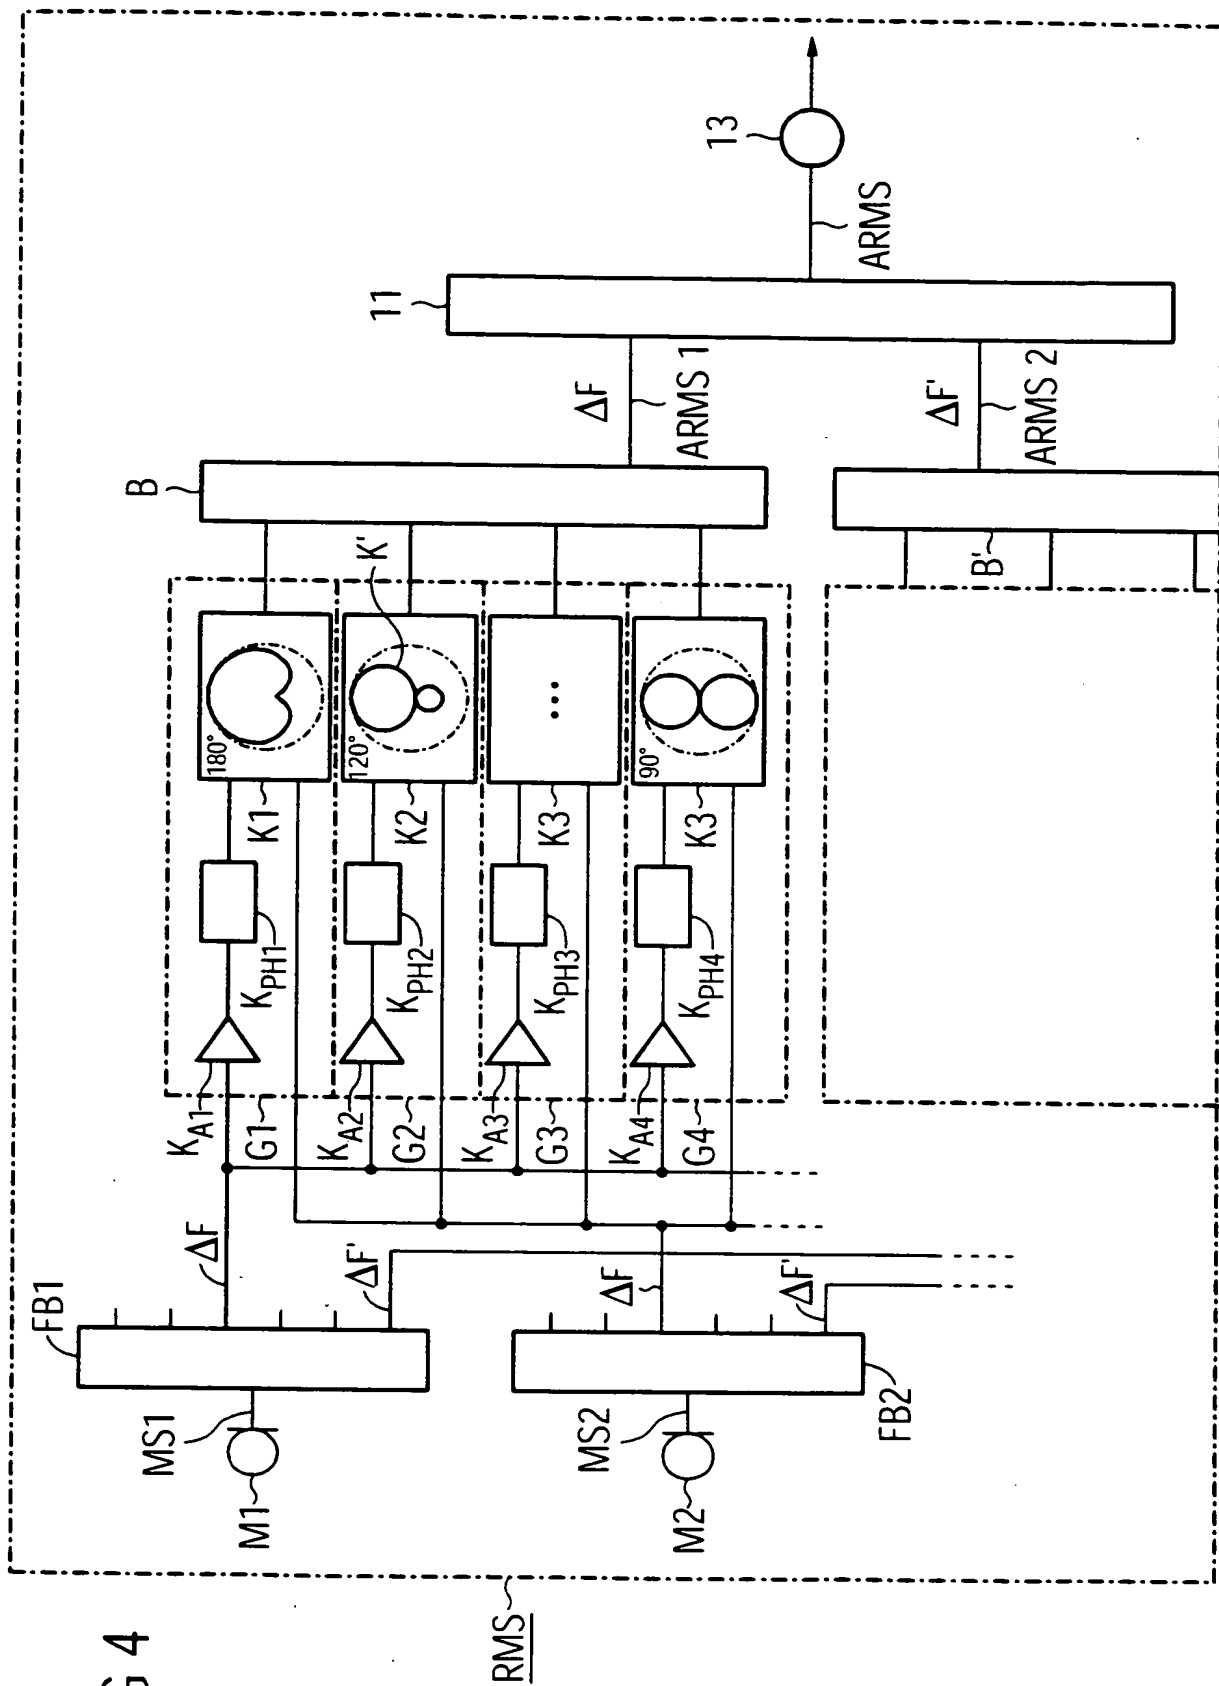 G 4
RMS
M1
MS1
FB1
ΔF
ΔF'
M2
MS2
FB2
ΔF
ΔF'
KA1
G1
KA2
G2
KA3
G3
KA4
G4
KPH1
KPH2
KPH3
KPH4
K1
K2
K3
K3
180°
120°
...
90°
K'
B
B'
ΔF
ARMS 1
ΔF'
ARMS 2
11
ARMS
13